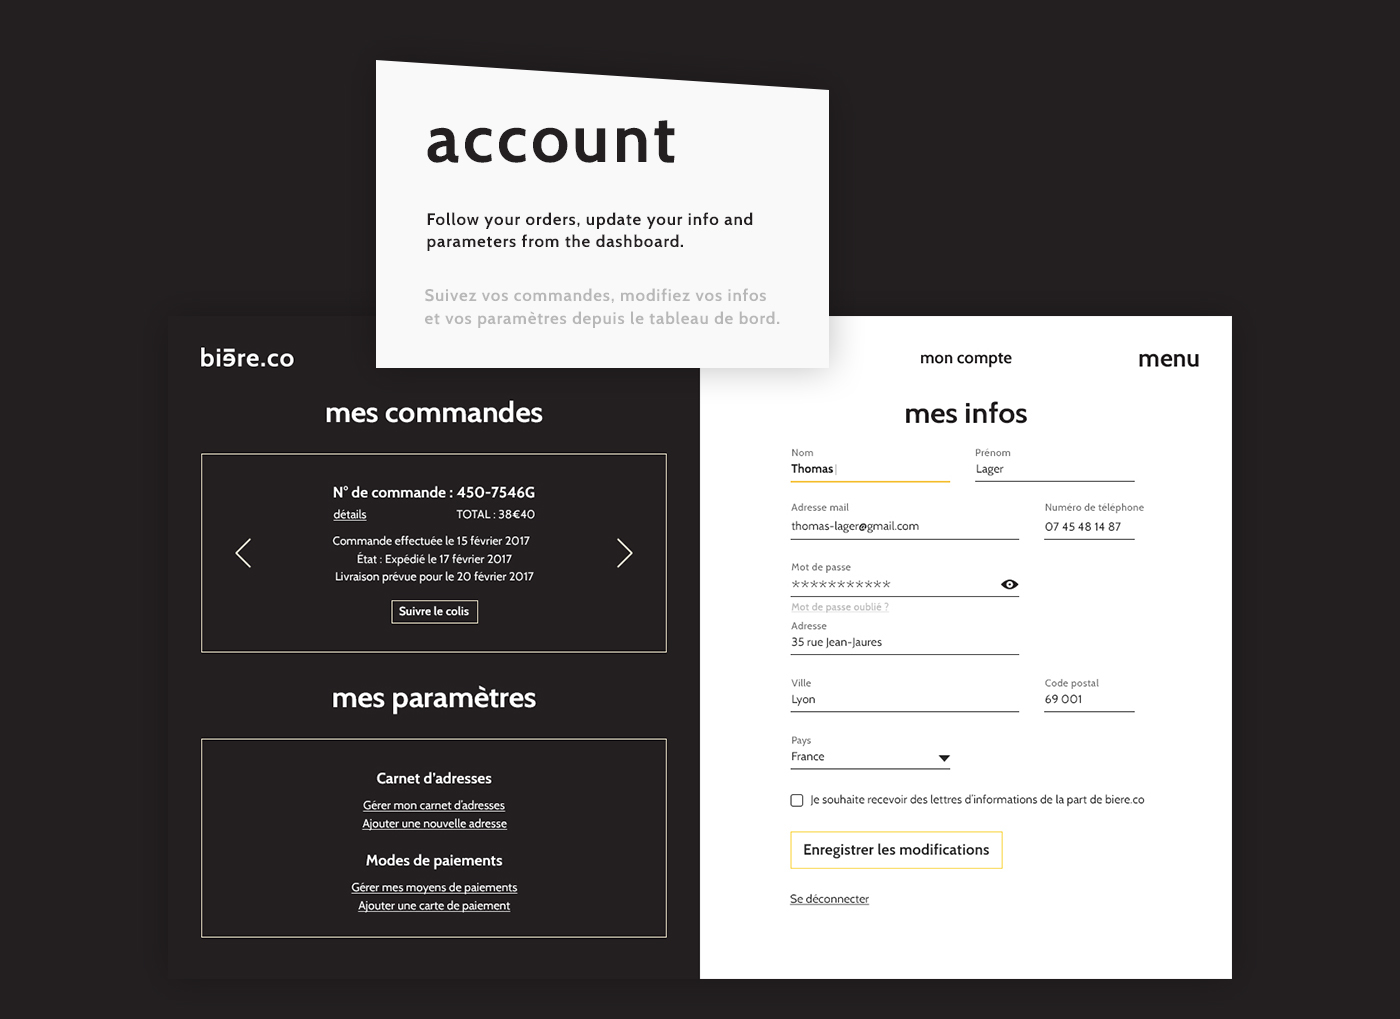 account
Follow your orders, update your info and
parameters from the dashboard.
Suivez vos commandes, modifiez vos infos
et vos paramètres depuis le tableau de bord.
bière.co
mon compte
menu
mes commandes
N° de commande : 450-7546G
détails
TOTAL : 38€40
Commande effectuée le 15 février 2017
État : Expédié le 17 février 2017
Livraison prévue pour le 20 février 2017
Suivre le colis
mes paramètres
Carnet d'adresses
Gérer mon carnet d'adresses
Ajouter une nouvelle adresse
Modes de paiements
Gérer mes moyens de paiements
Ajouter une carte de paiement
mes infos
Nom
Prénom
Thomas
Lager
Adresse mail
Numéro de téléphone
thomas-lager@gmail.com
07 45 48 14 87
Mot de passe
***********
Mot de passe oublié ?
Adresse
35 rue Jean-Jaures
Ville
Code postal
Lyon
69 001
Pays
France
Je souhaite recevoir des lettres d'informations de la part de biere.co
Enregistrer les modifications
Se déconnecter